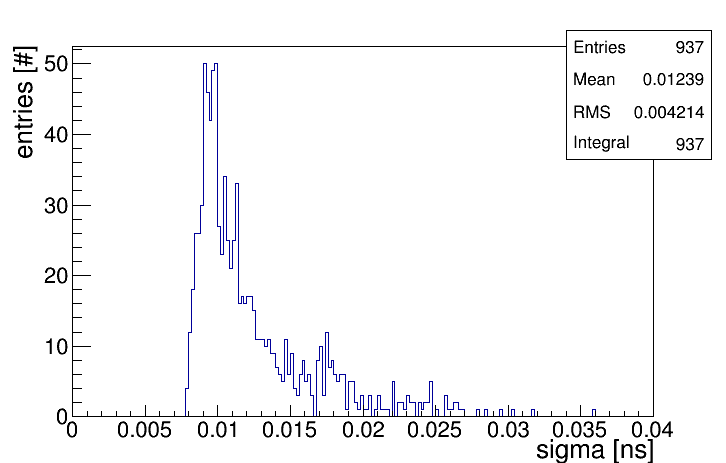 Entries 937
Mean 0.01239
RMS 0.004214
Integral 937
entries [#]
50
40
30
20
10
0
0 0.005 0.01 0.015 0.02 0.025 0.03 0.035 0.04
sigma [ns]